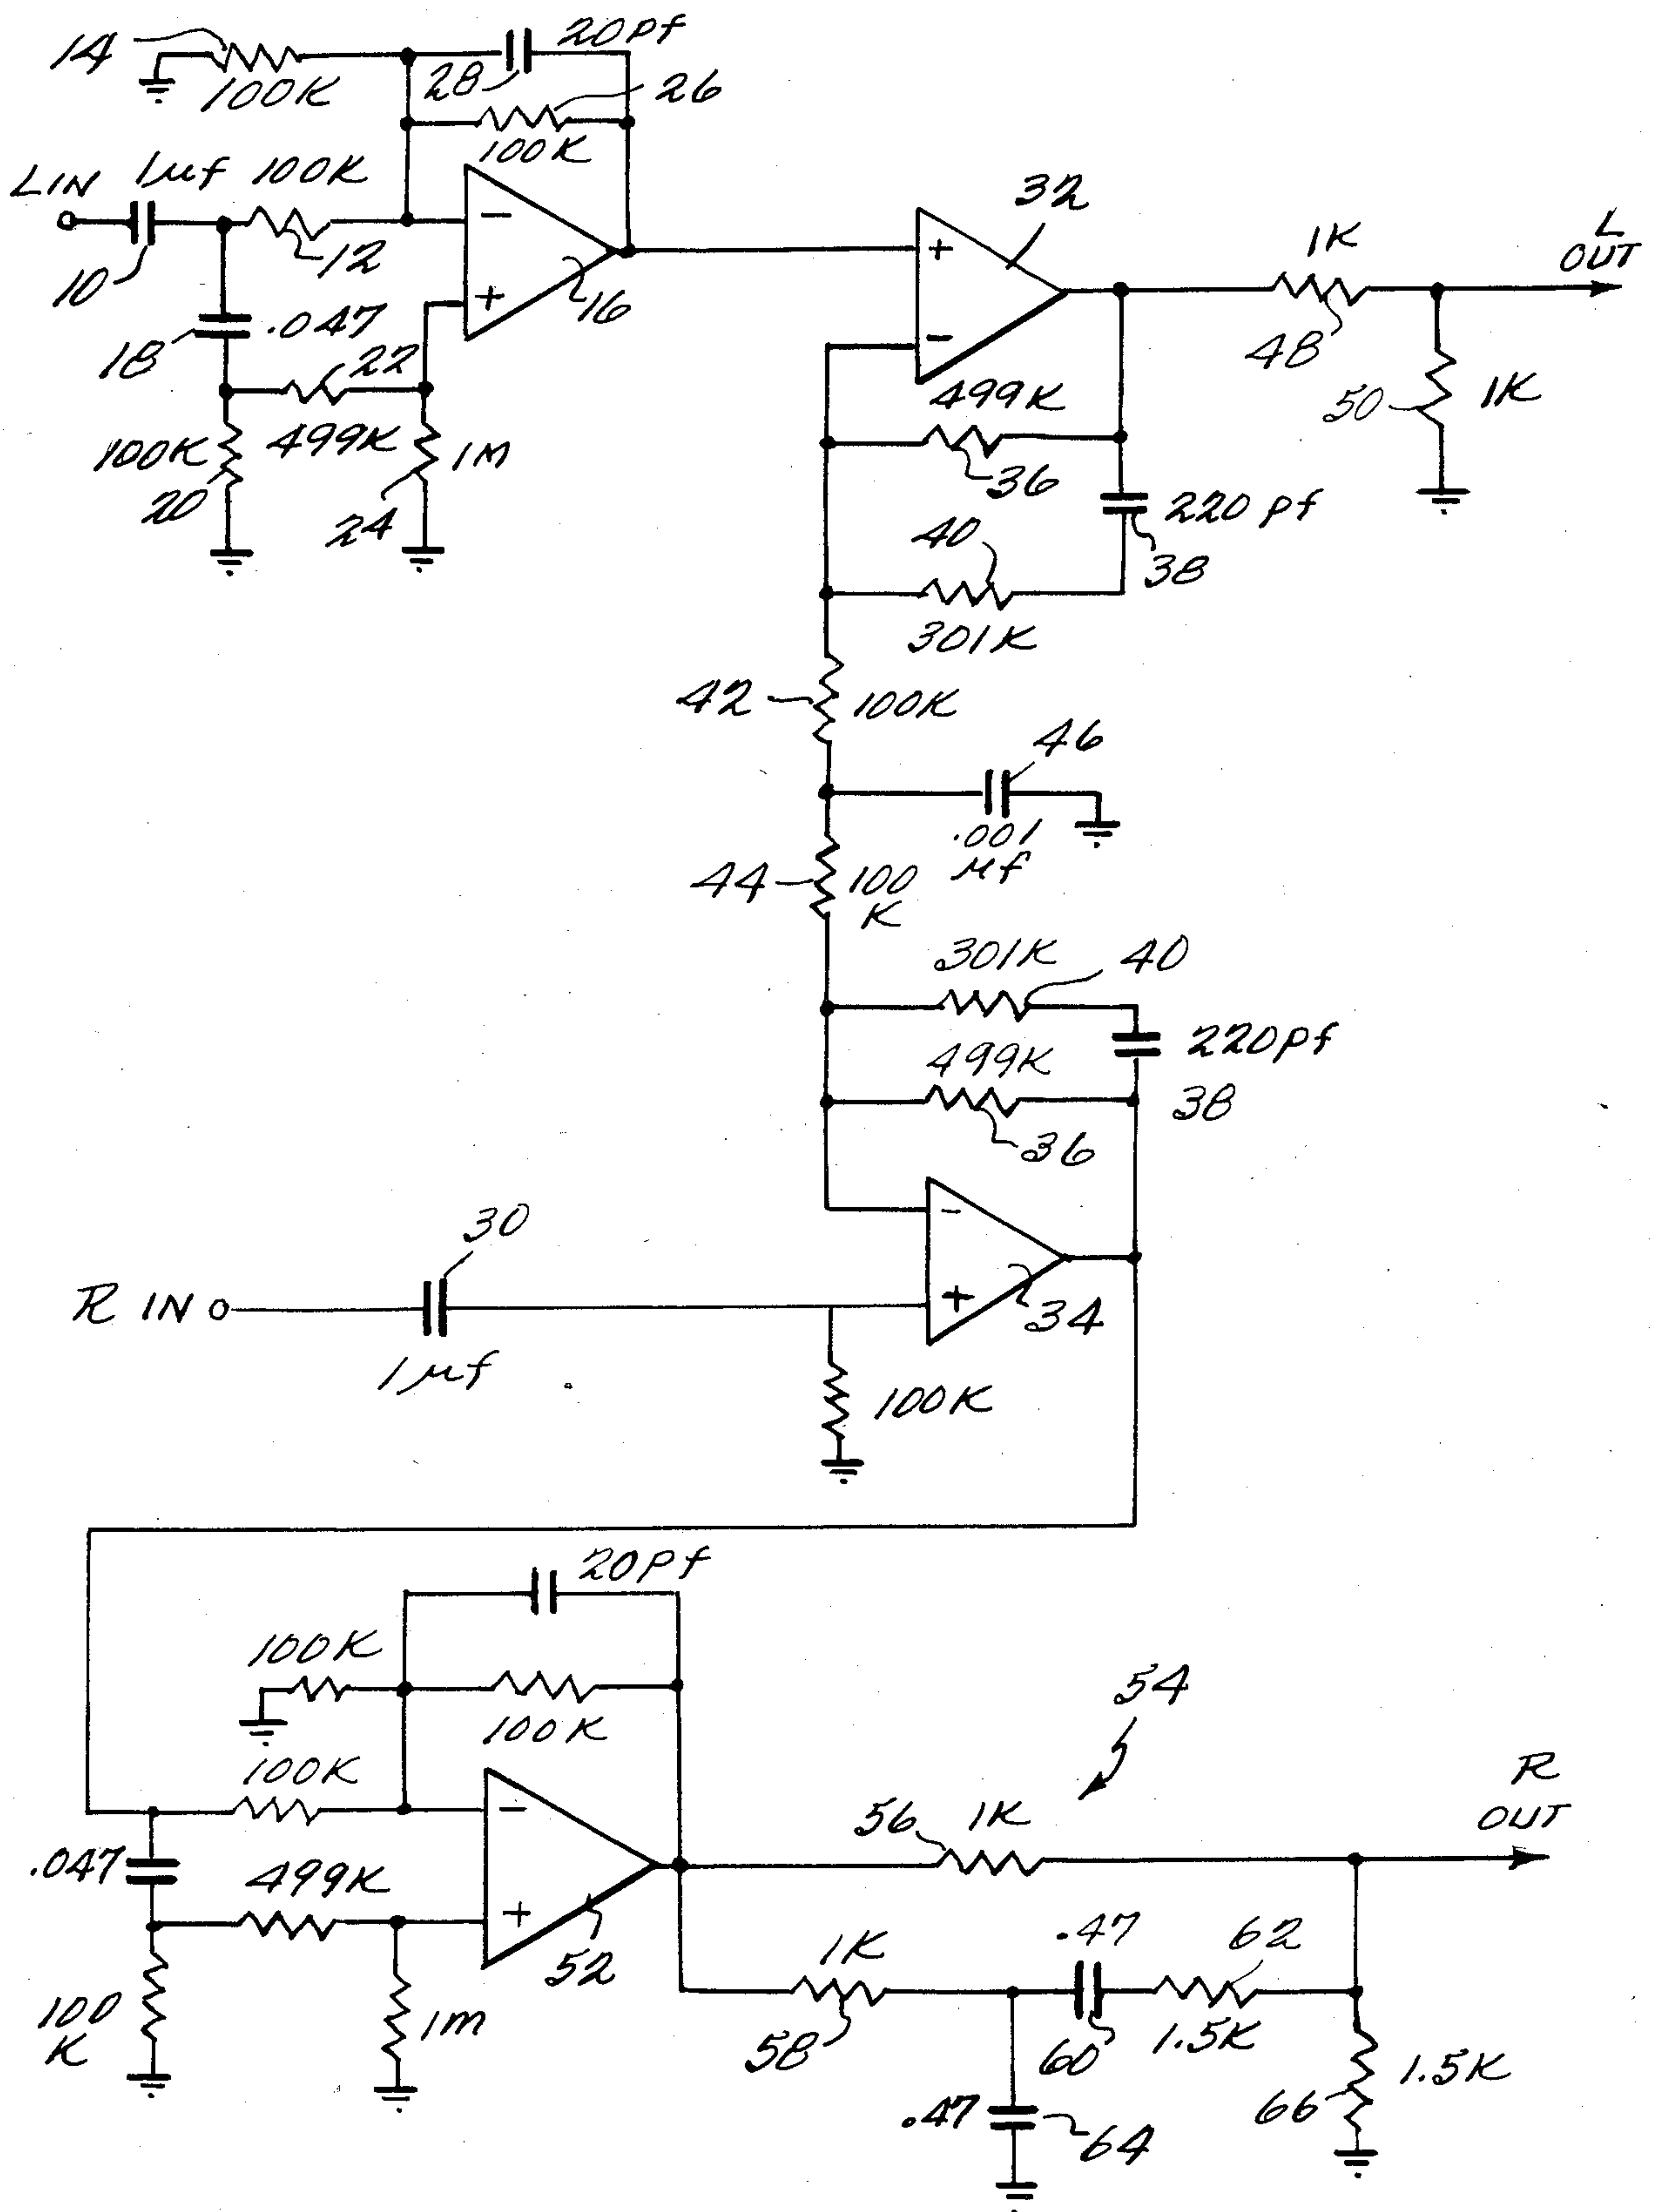 14
100K
20pf
28
26
100K
L IN
1µf
100K
10
12
16
18
.047
22
100K
20
499K
24
1M
32
1K
L
OUT
48
50
1K
499K
36
220 pf
38
40
301K
42
100K
46
.001
µf
44
100
K
301K
40
220pf
38
499K
36
30
R IN
1µf
34
100K
20pf
100K
100K
100K
54
.047
499K
52
56
1K
R
OUT
100
K
1M
1K
58
.47
60
62
1.5K
.47
64
66
1.5K
-
+
+
-
-
+
-
+